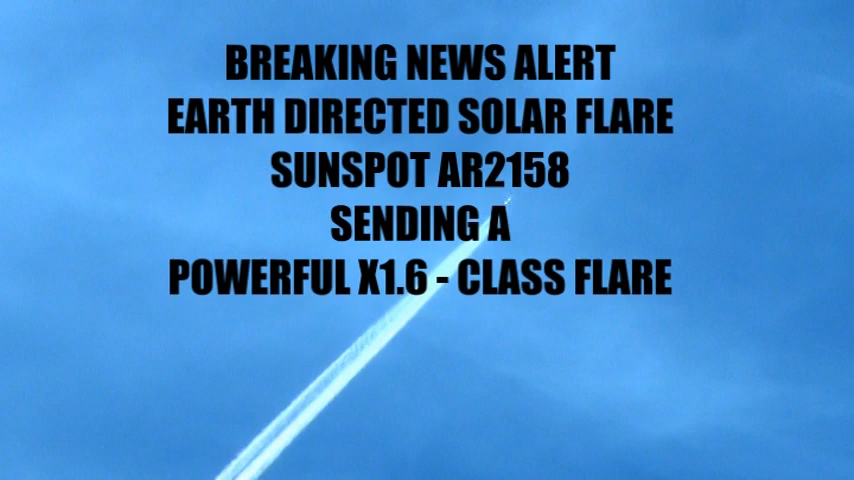 BREAKING NEWS ALERT
EARTH DIRECTED SOLAR FLARE
SUNSPOT AR2158
SENDING A
POWERFUL X1.6 - CLASS FLARE